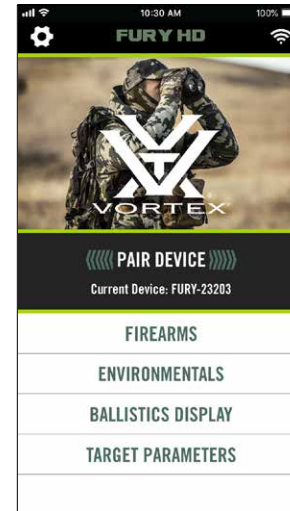 10:30 AM
100%
FURY HD
VORTEX®
PAIR DEVICE
Current Device: FURY-23203
FIREARMS
ENVIRONMENTALS
BALLISTICS DISPLAY
TARGET PARAMETERS